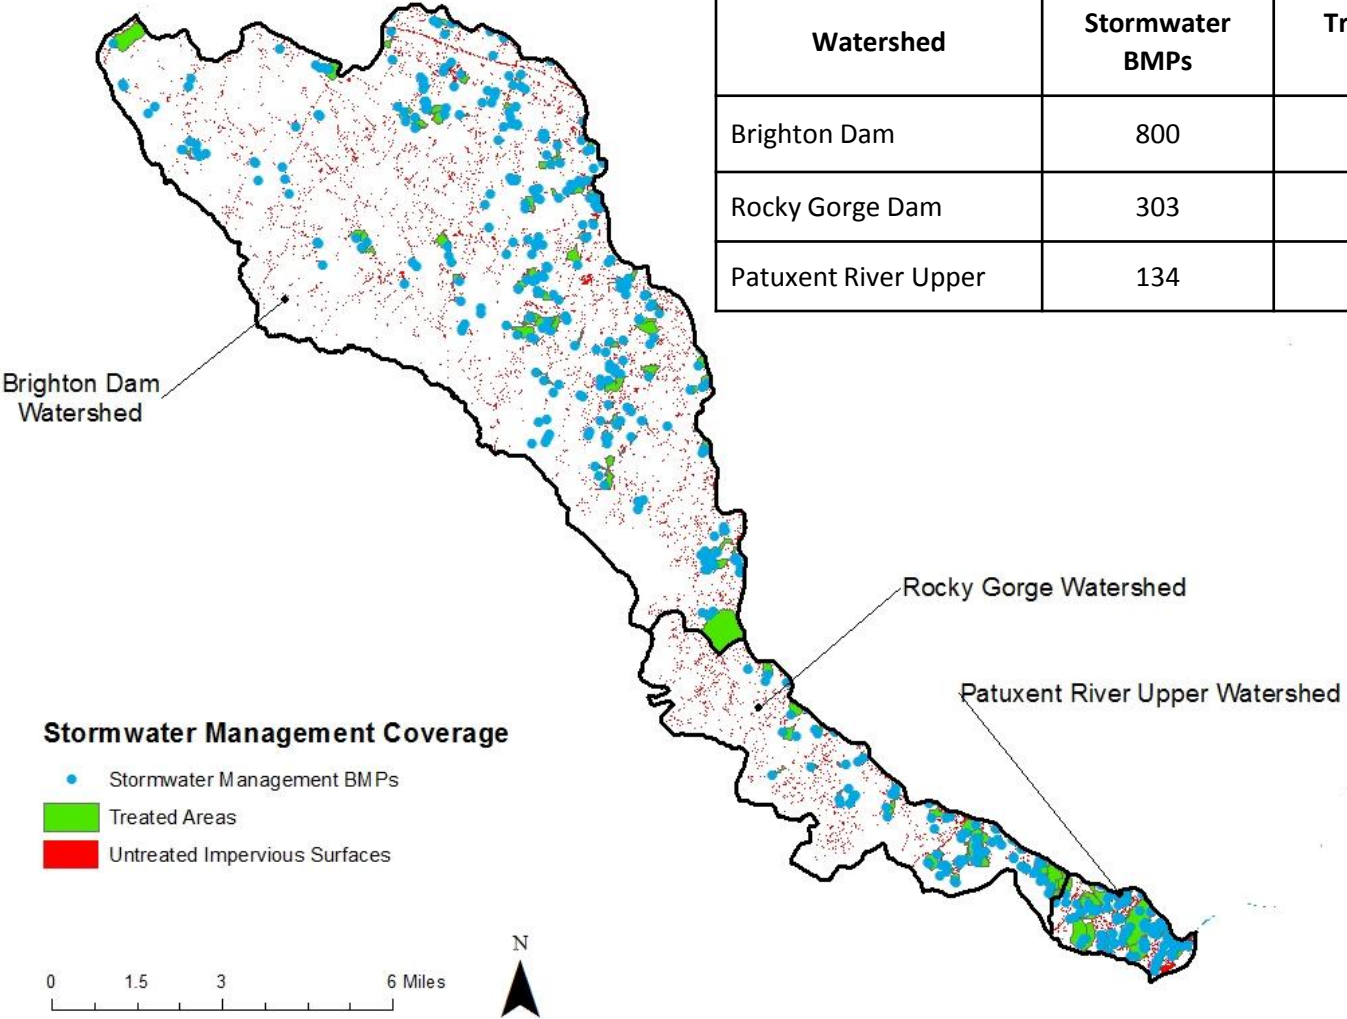 Watershed
Stormwater
BMPs
Tr
Brighton Dam 800
Rocky Gorge Dam 303
Patuxent River Upper 134
Brighton Dam
Watershed
Rocky Gorge Watershed
Patuxent River Upper Watershed
Stormwater Management Coverage
Stormwater Management BMPs
Treated Areas
Untreated Impervious Surfaces
N
0 1.5 3 6 Miles